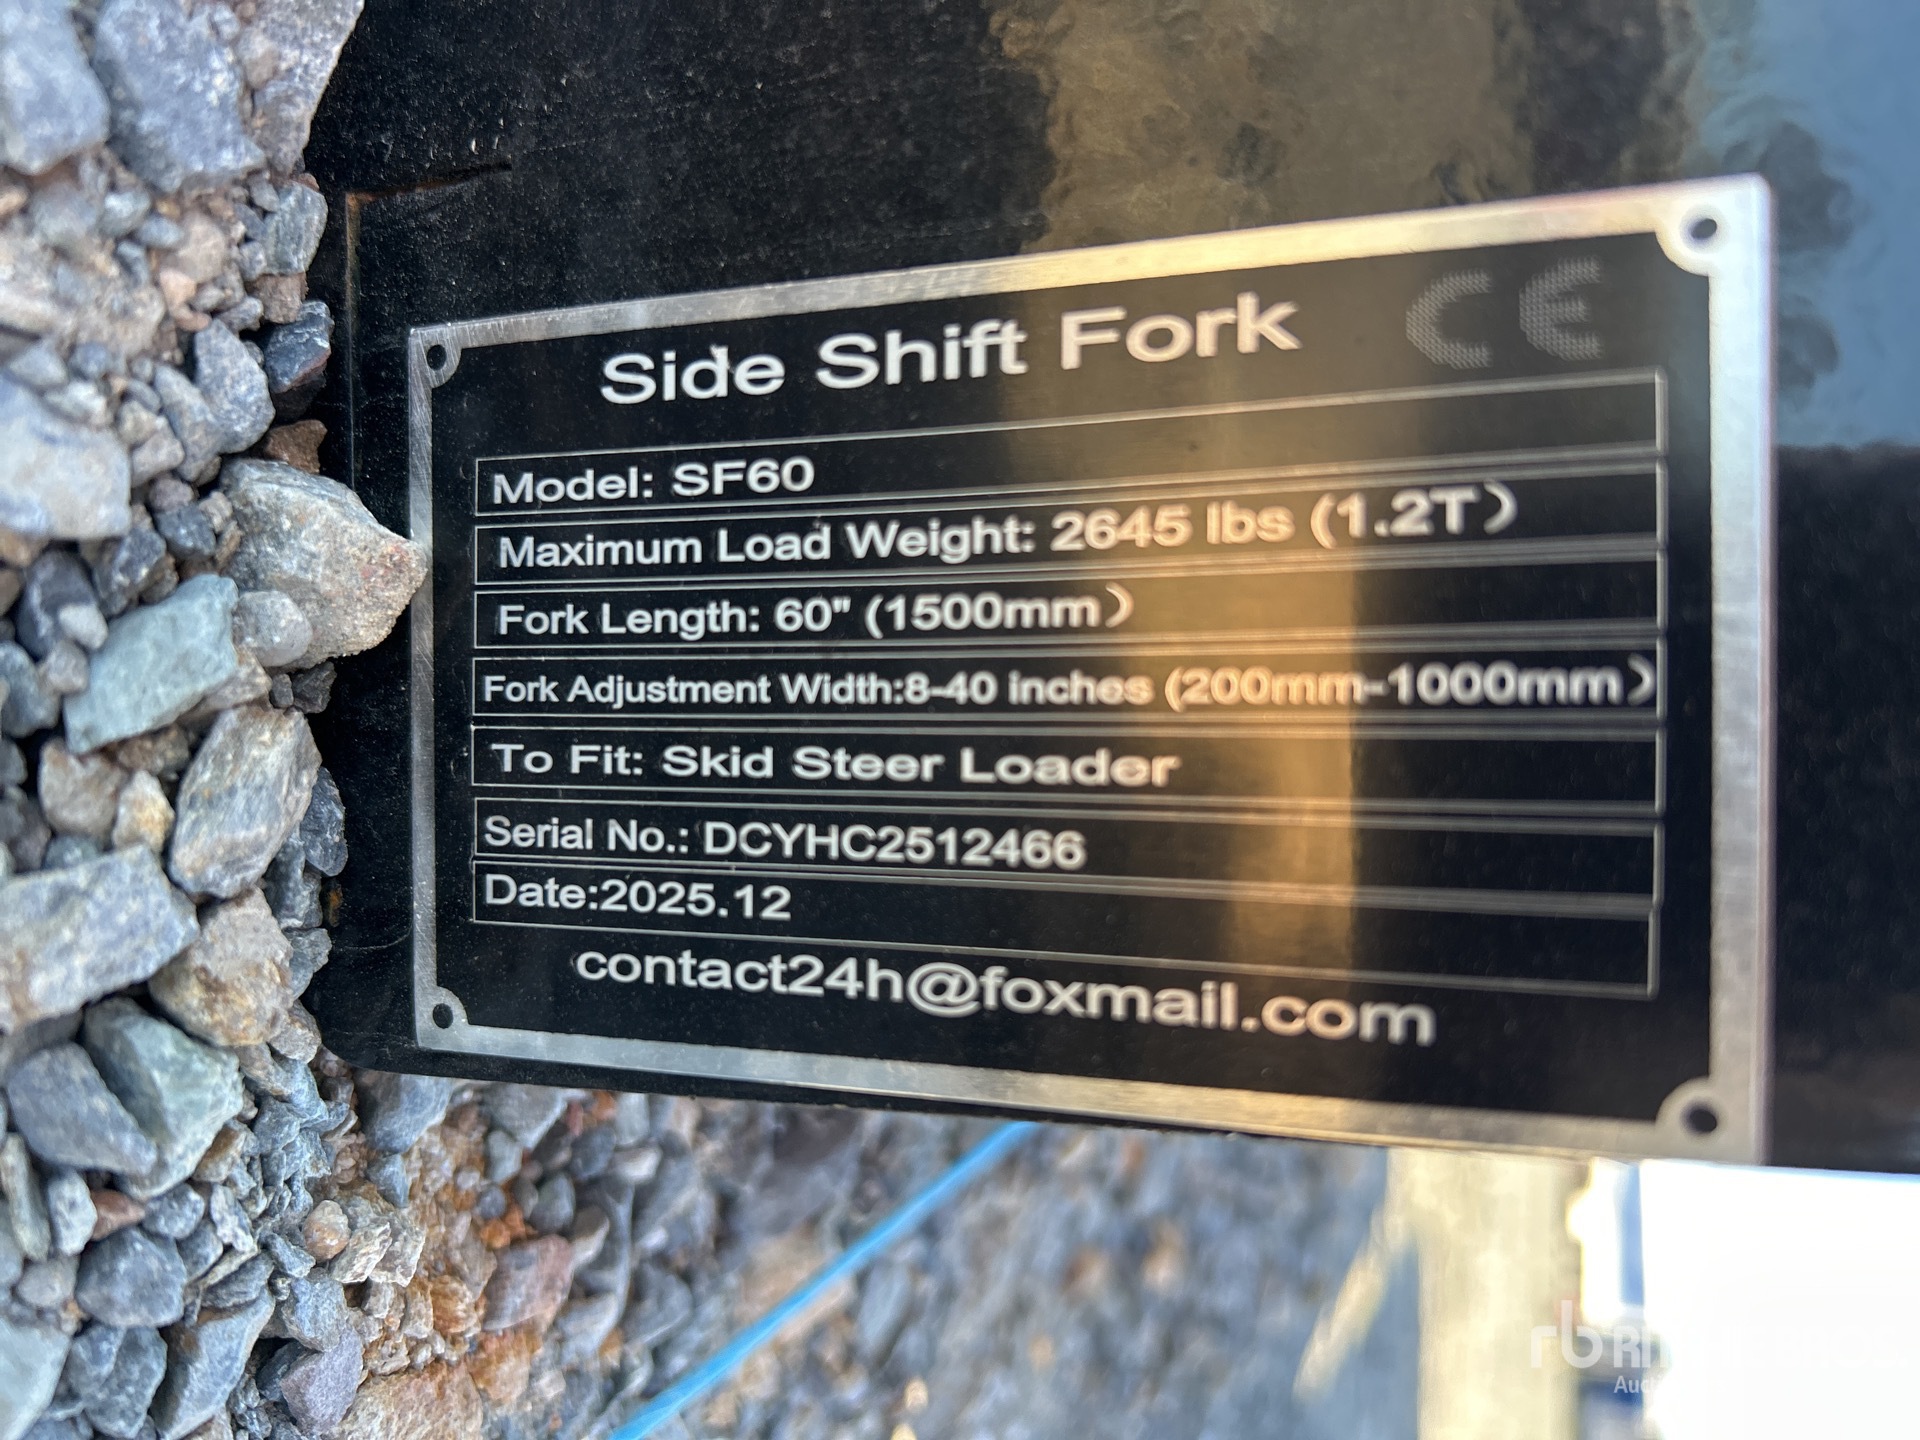 Side Shift Fork CE
Model: SF60
Maximum Load Weight: 2645 lbs (1.2T)
Fork Length: 60" (1500mm)
Fork Adjustment Width:8-40 inches (200mm-1000mm)
To Fit: Skid Steer Loader
Serial No.: DCYHC2512466
Date:2025.12
contact24h@foxmail.com
rb